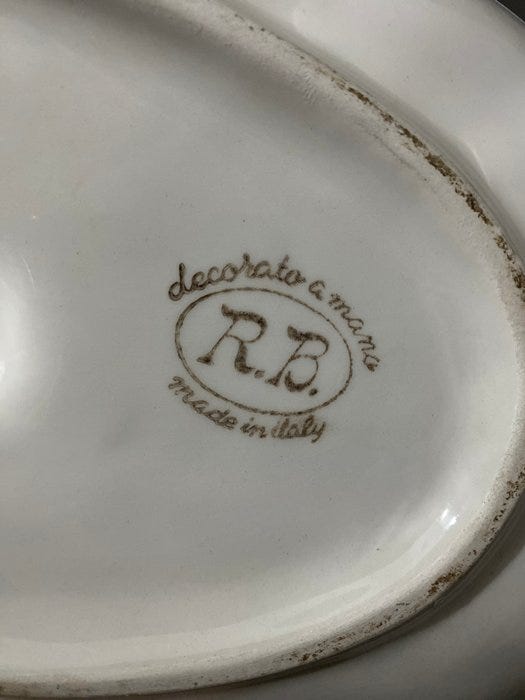 decorato a mano
R.B.
made in italy